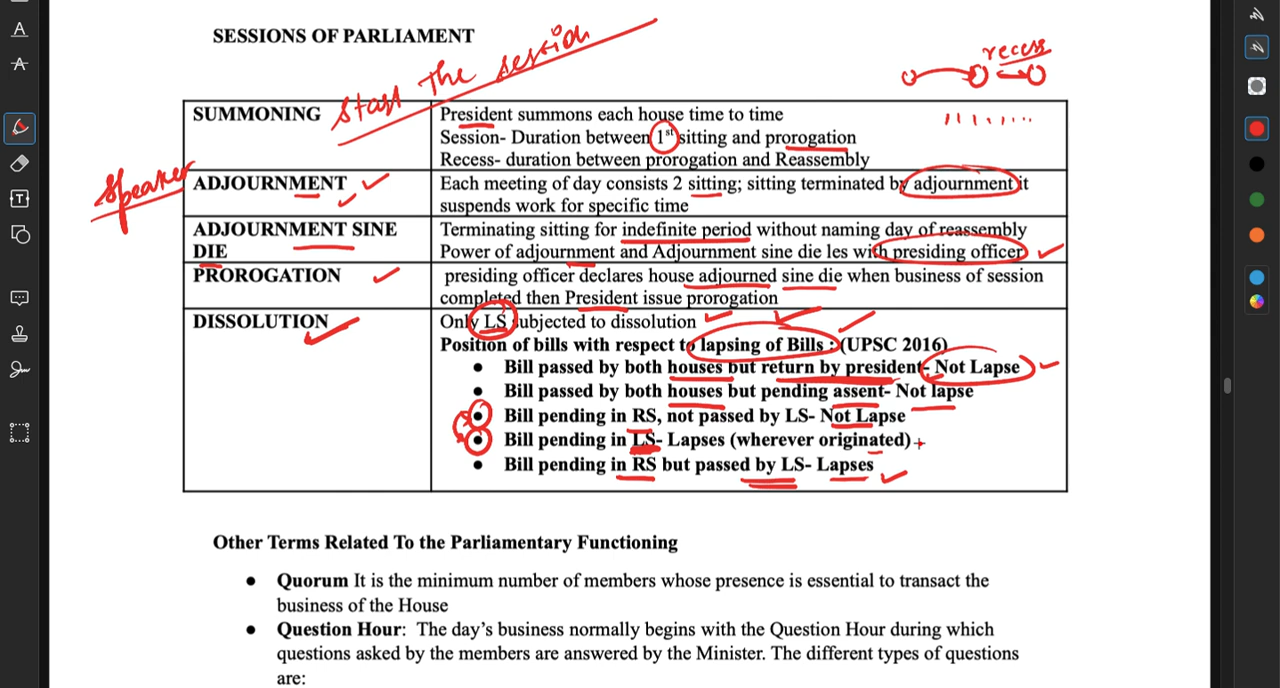 SESSIONS OF PARLIAMENT
Start The session
recess
SUMMONING
President summons each house time to time
Session- Duration between 1st sitting and prorogation
Recess- duration between prorogation and Reassembly
Speaker
ADJOURNMENT
Each meeting of day consists 2 sitting; sitting terminated by adjournment it
suspends work for specific time
ADJOURNMENT SINE
DIE
Terminating sitting for indefinite period without naming day of reassembly
Power of adjournment and Adjournment sine die les with presiding officer
PROROGATION
presiding officer declares house adjourned sine die when business of session
completed then President issue prorogation
DISSOLUTION
Only LS subjected to dissolution
Position of bills with respect to lapsing of Bills : (UPSC 2016)
• Bill passed by both houses but return by president- Not Lapse
• Bill passed by both houses but pending assent- Not lapse
• Bill pending in RS, not passed by LS- Not Lapse
• Bill pending in LS- Lapses (wherever originated)
• Bill pending in RS but passed by LS- Lapses
Other Terms Related To the Parliamentary Functioning
• Quorum It is the minimum number of members whose presence is essential to transact the
business of the House
• Question Hour: The day's business normally begins with the Question Hour during which
questions asked by the members are answered by the Minister. The different types of questions
are: